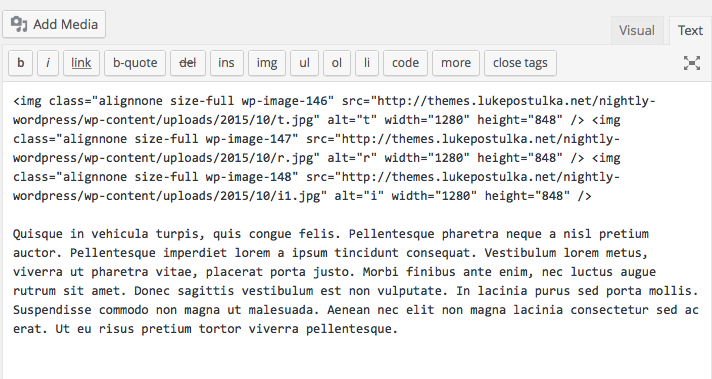 Add Media
Visual Text
b i link b-quote del ins img ul ol li code more close tags
<img class="alignnone size-full wp-image-146" src="http://themes.lukepostulka.net/nightly-
wordpress/wp-content/uploads/2015/10/t.jpg" alt="t" width="1280" height="848" /> <img
class="alignnone size-full wp-image-147" src="http://themes.lukepostulka.net/nightly-
wordpress/wp-content/uploads/2015/10/r.jpg" alt="r" width="1280" height="848" /> <img
class="alignnone size-full wp-image-148" src="http://themes.lukepostulka.net/nightly-
wordpress/wp-content/uploads/2015/10/i1.jpg" alt="i" width="1280" height="848" />
Quisque in vehicula turpis, quis congue felis. Pellentesque pharetra neque a nisl pretium
auctor. Pellentesque imperdiet lorem a ipsum tincidunt consequat. Vestibulum lorem metus,
viverra ut pharetra vitae, placerat porta justo. Morbi finibus ante enim, nec luctus augue
rutrum sit amet. Donec sagittis vestibulum est non vulputate. In lacinia purus sed porta mollis.
Suspendisse commodo non magna ut malesuada. Aenean nec elit non magna lacinia consectetur sed ac
erat. Ut eu risus pretium tortor viverra pellentesque.